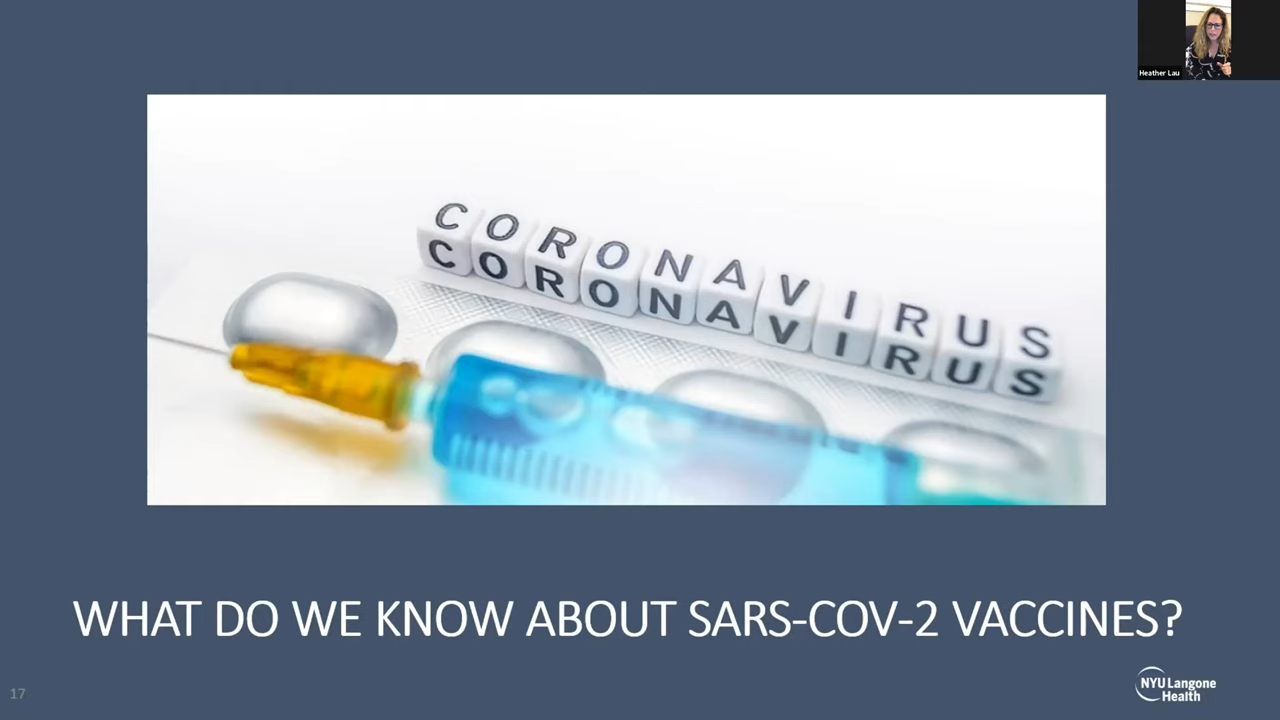 Heather Lau
CORONAVIRUS
CORONAVIRUS
WHAT DO WE KNOW ABOUT SARS-COV-2 VACCINES?
17
NYU Langone
Health